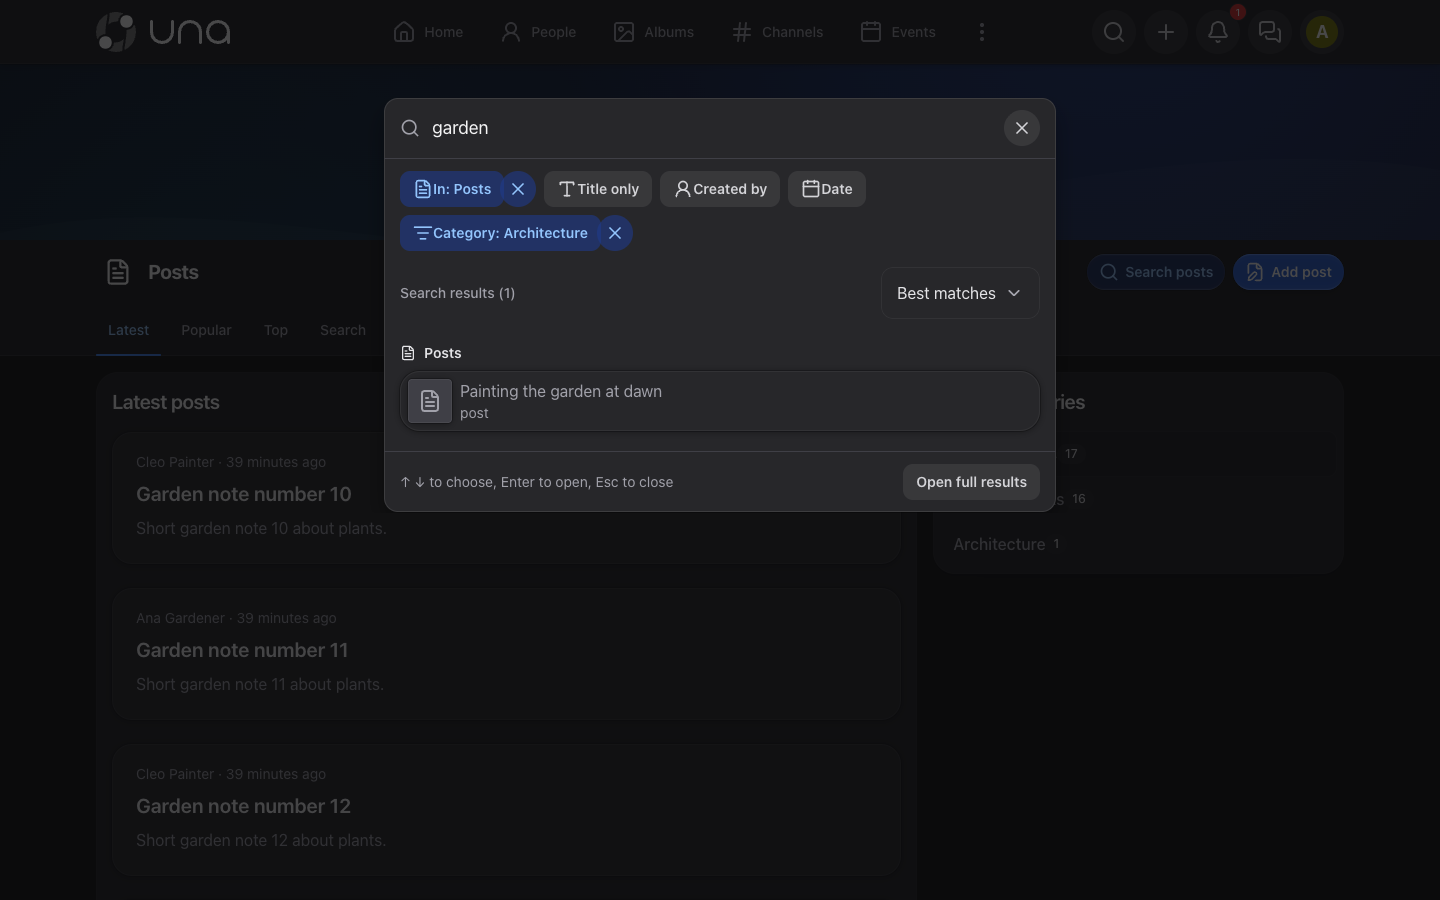 una
Home
People
Albums
Channels
Events
1
A
garden
In: Posts
Title only
Created by
Date
Category: Architecture
Posts
Search posts
Add post
Search results (1)
Best matches
Latest
Popular
Top
Search
Posts
Painting the garden at dawn
post
Latest posts
ries
Cleo Painter · 39 minutes ago
17
Garden note number 10
↑ ↓ to choose, Enter to open, Esc to close
Open full results
s 16
Short garden note 10 about plants.
Architecture 1
Ana Gardener · 39 minutes ago
Garden note number 11
Short garden note 11 about plants.
Cleo Painter · 39 minutes ago
Garden note number 12
Short garden note 12 about plants.